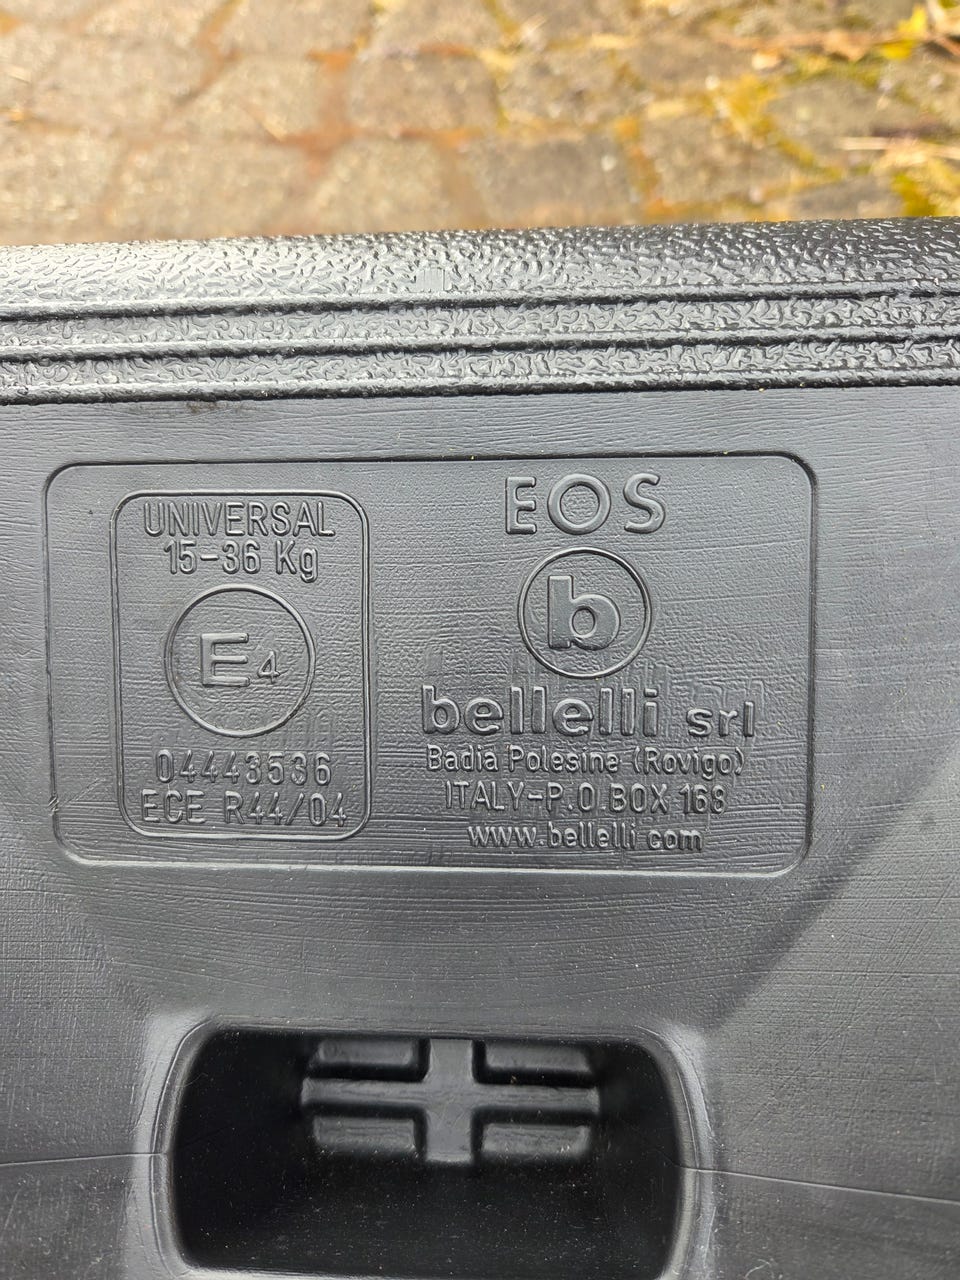 UNIVERSAL
15-36 Kg
E4
04443536
ECE R44/04
EOS
b
bellelli srl
Badia Polesine (Rovigo)
ITALY-P.O.BOX 168
www.bellelli.com